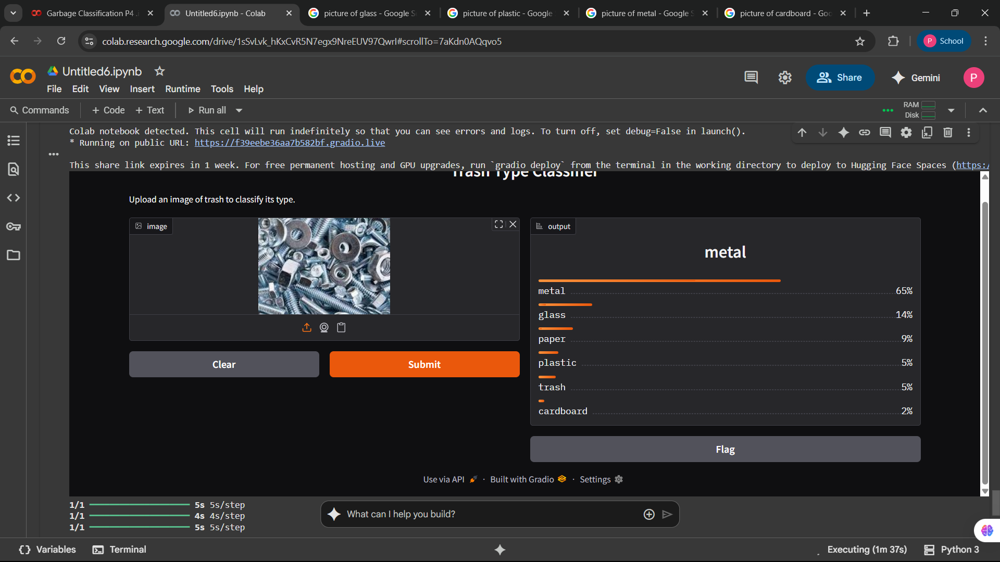 Garbage Classification P4 .i
Untitled6.ipynb - Colab
picture of glass - Google S
picture of plastic - Google
picture of metal - Google S
picture of cardboard - Goo
colab.research.google.com/drive/1sSvLvk_hKxCvR5N7egx9NreEUV97QwrI#scrollTo=7aKdn0AQqvo5
P School
Untitled6.ipynb
File Edit View Insert Runtime Tools Help
Share
Gemini
P
Commands + Code + Text Run all
RAM
Disk
Colab notebook detected. This cell will run indefinitely so that you can see errors and logs. To turn off, set debug=False in launch().
* Running on public URL: https://f39eebe36aa7b582bf.gradio.live
This share link expires in 1 week. For free permanent hosting and GPU upgrades, run `gradio deploy` from the terminal in the working directory to deploy to Hugging Face Spaces (https:/
Trash Type Classifier
Upload an image of trash to classify its type.
image
output
metal
metal 65%
glass 14%
paper 9%
plastic 5%
trash 5%
cardboard 2%
Clear
Submit
Flag
Use via API · Built with Gradio · Settings
1/1 5s 5s/step
1/1 4s 4s/step
1/1 5s 5s/step
What can I help you build?
Variables
Terminal
Executing (1m 37s)
Python 3